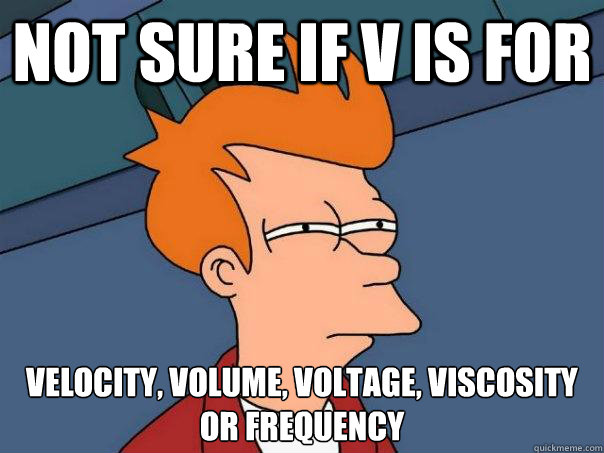 NOT SURE IF V IS FOR
VELOCITY, VOLUME, VOLTAGE, VISCOSITY
OR FREQUENCY
quickmeme.com